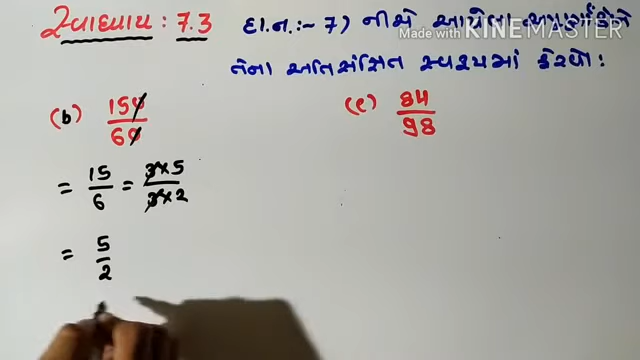 સ્વાધ્યાય : 7.3 દા.ન.:- 7) નીચે આપેલા અપૂર્ણાંકોને
Made with KINEMASTER
તેના અતિસંક્ષિપ્ત સ્વરૂપમાં ફેરવો :
(b) 150/60 (c) 84/98
= 15/6 = 3×5/3×2
= 5/2